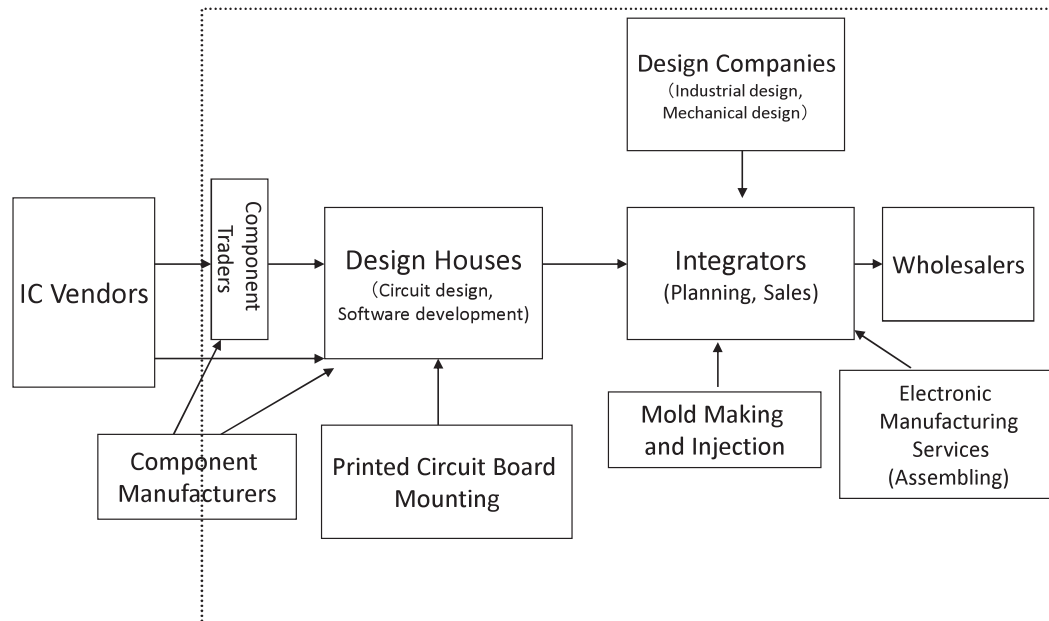 Design Companies
（Industrial design,
Mechanical design）
IC Vendors
Component
Traders
Design Houses
（Circuit design,
Software development)
Integrators
(Planning, Sales)
Wholesalers
Component
Manufacturers
Printed Circuit Board
Mounting
Mold Making
and Injection
Electronic
Manufacturing
Services
(Assembling)